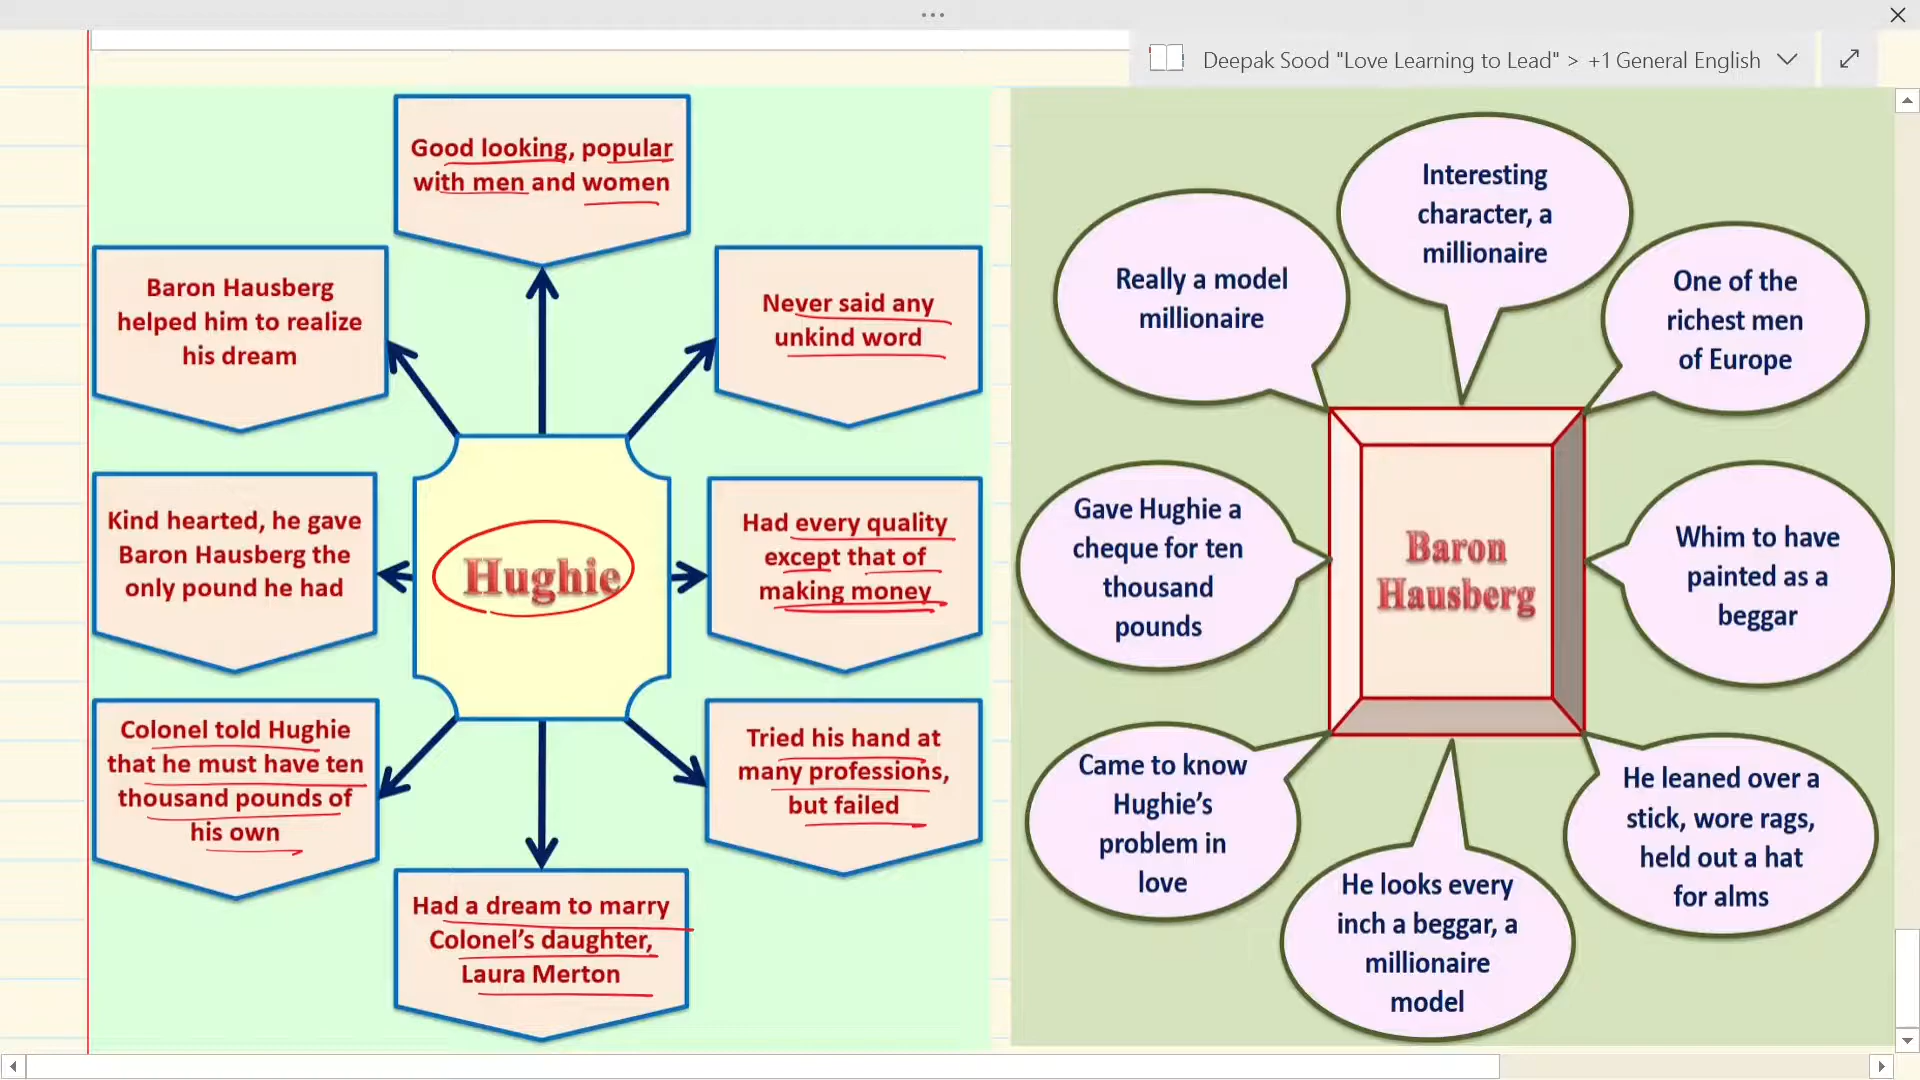 Deepak Sood "Love Learning to Lead" > +1 General English
Good looking, popular
with men and women
Baron Hausberg
helped him to realize
his dream
Never said any
unkind word
Kind hearted, he gave
Baron Hausberg the
only pound he had
Hughie
Had every quality
except that of
making money
Colonel told Hughie
that he must have ten
thousand pounds of
his own
Tried his hand at
many professions,
but failed
Had a dream to marry
Colonel's daughter,
Laura Merton
Interesting
character, a
millionaire
Really a model
millionaire
One of the
richest men
of Europe
Gave Hughie a
cheque for ten
thousand
pounds
Baron
Hausberg
Whim to have
painted as a
beggar
Came to know
Hughie's
problem in
love
He leaned over a
stick, wore rags,
held out a hat
for alms
He looks every
inch a beggar, a
millionaire
model